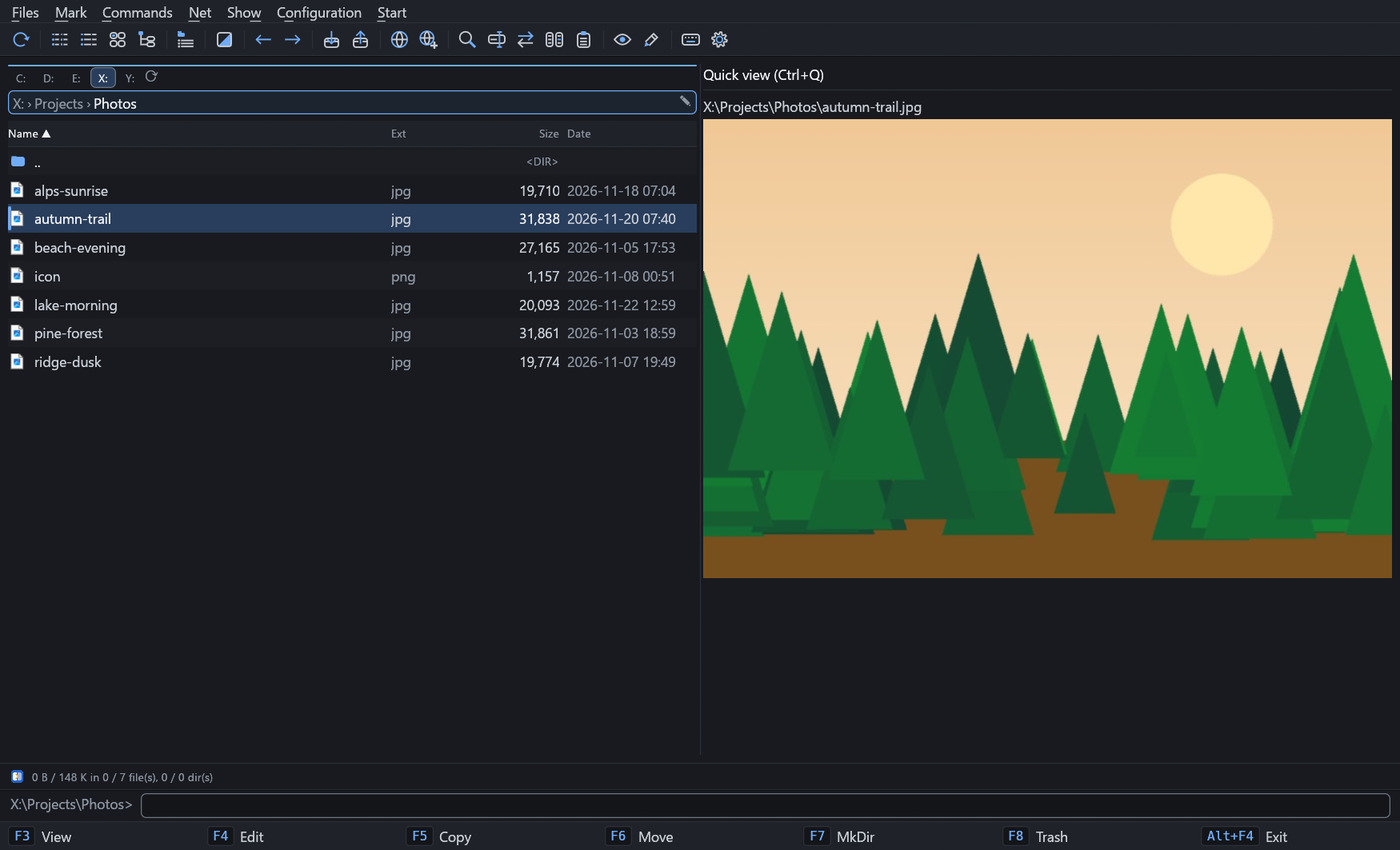 Files Mark Commands Net Show Configuration Start
C: D: E: X: Y:
X: › Projects › Photos
Name ▲ Ext Size Date
.. <DIR>
alps-sunrise jpg 19,710 2026-11-18 07:04
autumn-trail jpg 31,838 2026-11-20 07:40
beach-evening jpg 27,165 2026-11-05 17:53
icon png 1,157 2026-11-08 00:51
lake-morning jpg 20,093 2026-11-22 12:59
pine-forest jpg 31,861 2026-11-03 18:59
ridge-dusk jpg 19,774 2026-11-07 19:49
Quick view (Ctrl+Q)
X:\Projects\Photos\autumn-trail.jpg
0 B / 148 K in 0 / 7 file(s), 0 / 0 dir(s)
X:\Projects\Photos>
F3 View F4 Edit F5 Copy F6 Move F7 MkDir F8 Trash Alt+F4 Exit